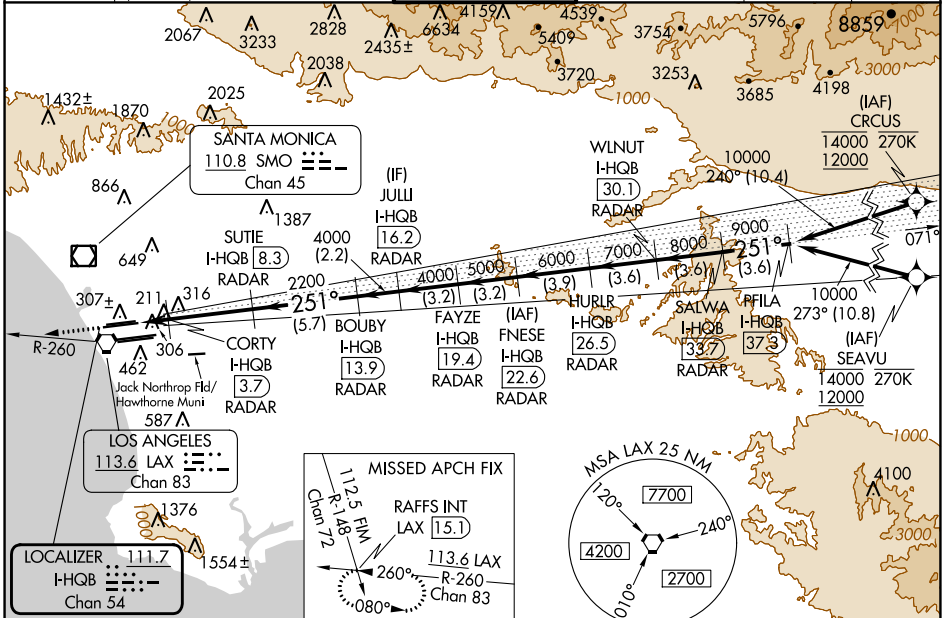 2067
3233
2828
2435±
4159
6634
4539
5409
3720
3754
5796
8859
7000
2038
3253
3685
4198
3000
1000
1432±
1870
1000
2025
SANTA MONICA
110.8 SMO
Chan 45
866
649
1387
(IF)
JULLI
I-HQB
16.2
RADAR
WLNUT
I-HQB
30.1
RADAR
10000
240° (10.4)
(IAF)
CRCUS
14000 270K
12000
071°
SUTIE
I-HQB 8.3
RADAR
4000
(2.2)
2200
251°
(5.7)
4000
(3.2)
5000
(3.2)
6000
(3.9)
7000
(3.6)
8000
(3.6)
9000
251°
(3.6)
10000
273° (10.8)
(IAF)
SEAVU
14000 270K
12000
307±
211
316
306
462
R-260
CORTY
I-HQB
3.7
RADAR
BOUBY
I-HQB
13.9
RADAR
FAYZE
I-HQB
19.4
RADAR
(IAF)
FNESE
I-HQB
22.6
RADAR
HURLR
I-HQB
26.5
RADAR
SALWA
I-HQB
33.7
RADAR
PFILA
I-HQB
37.3
RADAR
Jack Northrop Fld/
Hawthorne Muni
587
LOS ANGELES
113.6 LAX
Chan 83
1376
1000
1554±
LOCALIZER 111.7
I-HQB
Chan 54
MISSED APCH FIX
112.5 FIM
R-148
Chan 72
RAFFS INT
LAX 15.1
113.6 LAX
R-260
Chan 83
260°
080°
MSA LAX 25 NM
120°
7700
240°
4200
2700
010°
1000
4100
3000